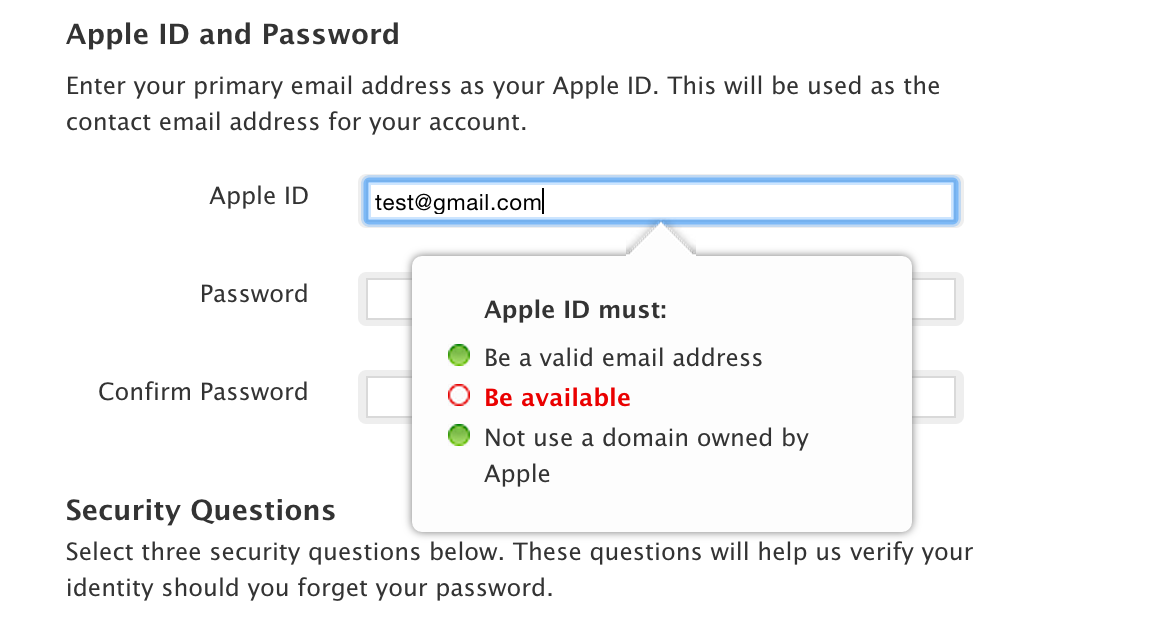 Apple ID and Password
Enter your primary email address as your Apple ID. This will be used as the
contact email address for your account.
Apple ID
test@gmail.com
Password
Confirm Password
Apple ID must:
Be a valid email address
Be available
Not use a domain owned by
Apple
Security Questions
Select three security questions below. These questions will help us verify your
identity should you forget your password.